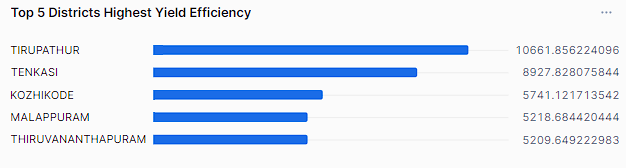 Top 5 Districts Highest Yield Efficiency
TIRUPATHUR 10661.856224096
TENKASI 8927.828075844
KOZHIKODE 5741.121713542
MALAPPURAM 5218.684420444
THIRUVANANTHAPURAM 5209.649222983